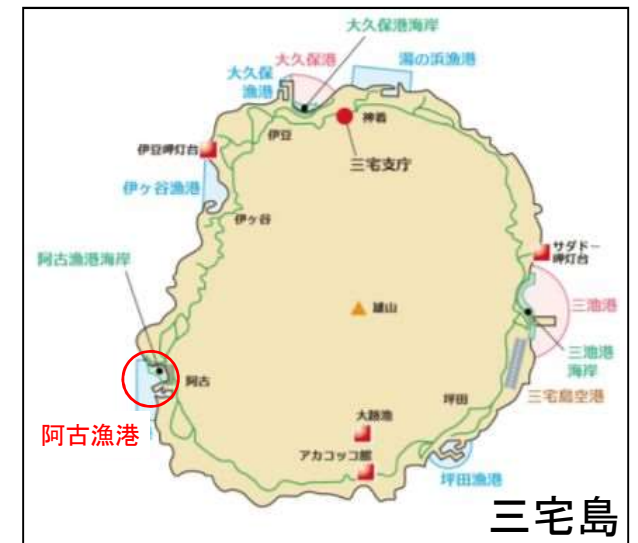 大久保港海岸
大久保港
湯の浜漁港
大久保
漁港
神着
伊豆
伊豆岬灯台
三宅支庁
伊ヶ谷漁港
伊ヶ谷
サタドー
岬灯台
阿古漁港海岸
三池港
雄山
三池港
海岸
阿古
三宅島空港
坪田
阿古漁港
大路池
アカコッコ館
坪田漁港
三宅島